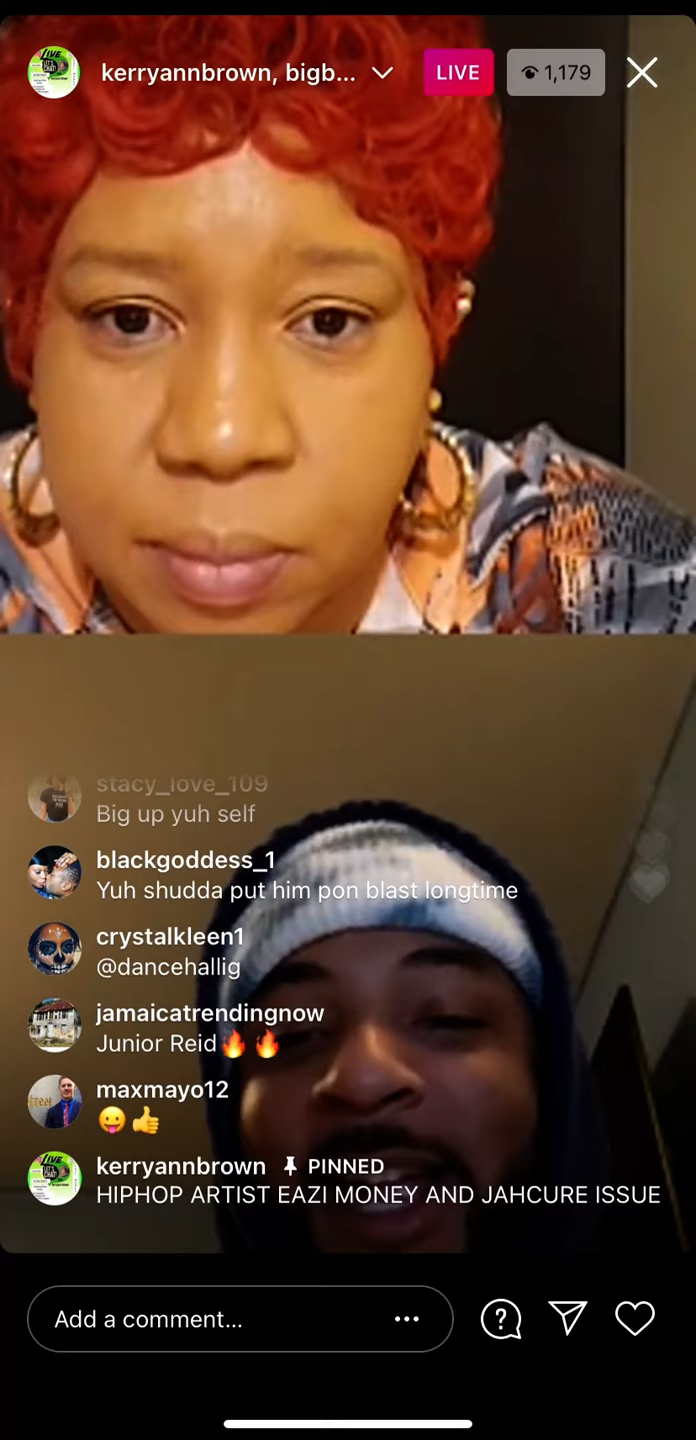 kerryannbrown, bigb...
LIVE
1,179
stacy_love_109
Big up yuh self
blackgoddess_1
Yuh shudda put him pon blast longtime
crystalkleen1
@dancehallig
jamaicatrendingnow
Junior Reid🔥 🔥
maxmayo12
😛 👍
kerryannbrown PINNED
HIPHOP ARTIST EAZI MONEY AND JAHCURE ISSUE
Add a comment...